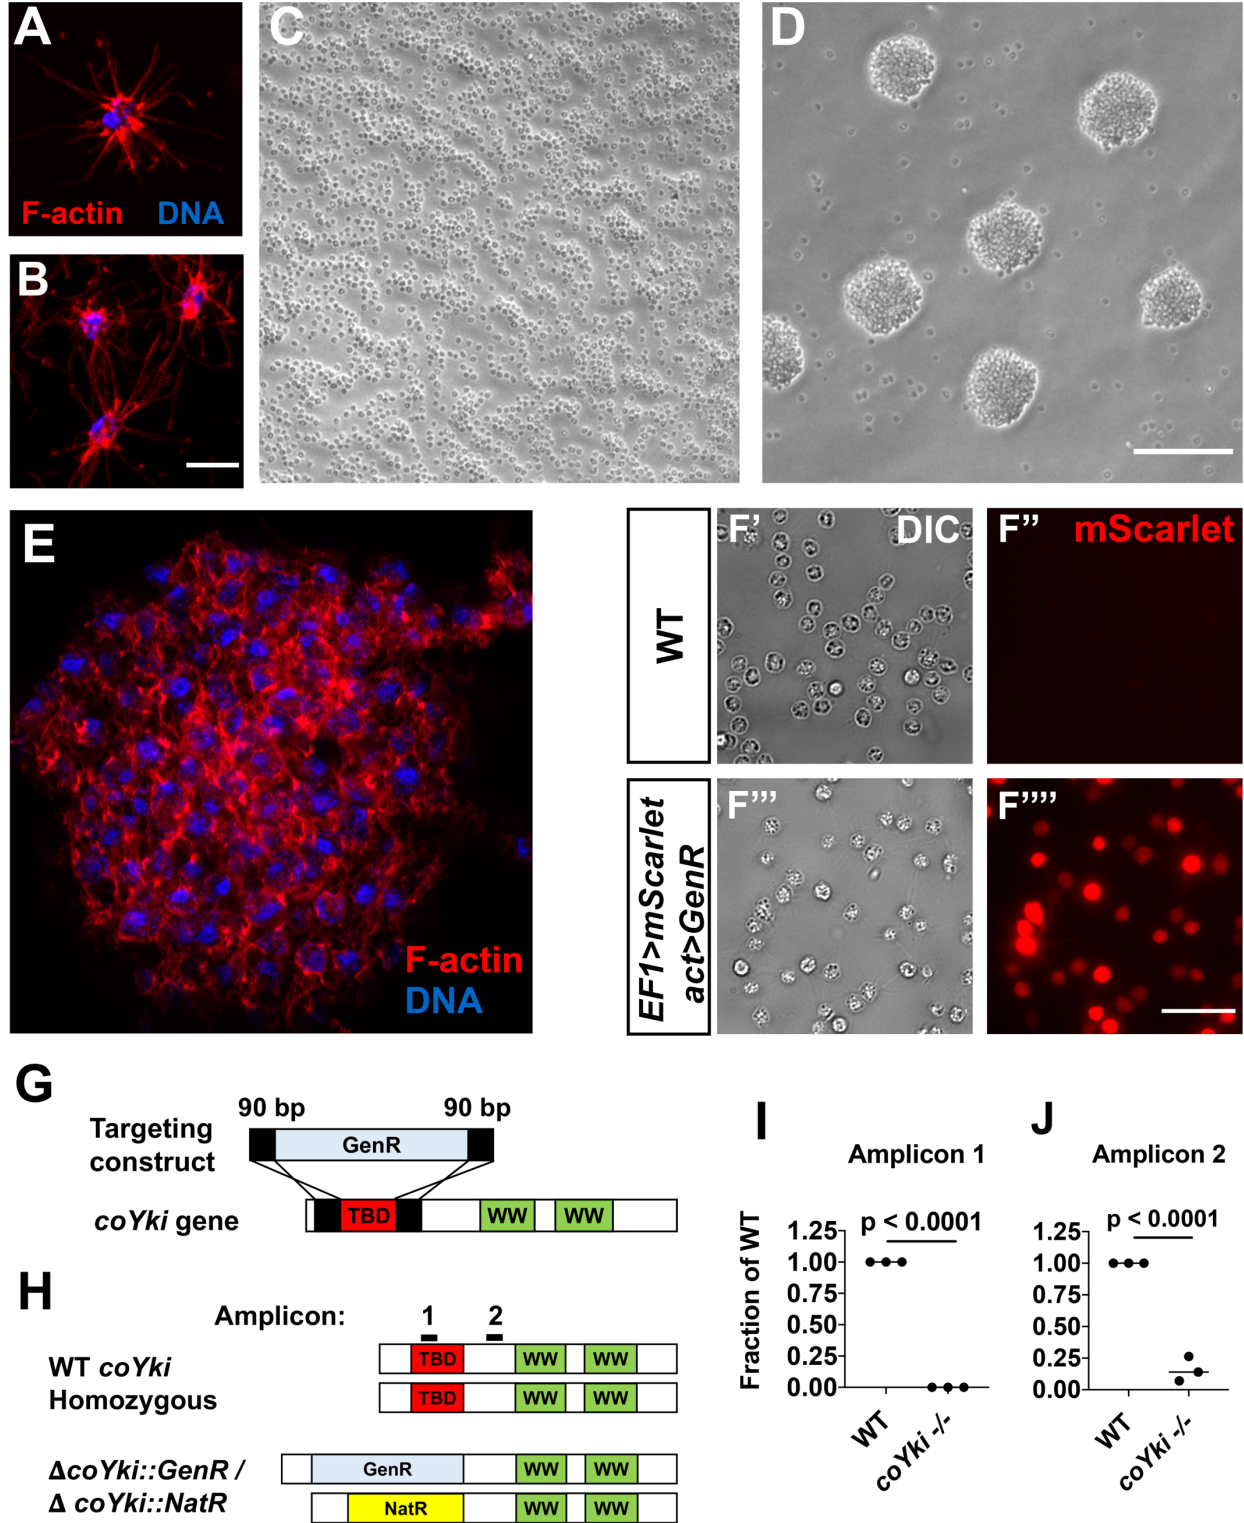 A
F-actin DNA
B
C
D
E
F-actin
DNA
WT
F’ DIC
F’’ mScarlet
EF1>mScarlet
act>GenR
F’’’
F’’’’
G
90 bp 90 bp
Targeting
construct
GenR
coYki gene
TBD WW WW
H
Amplicon: 1 2
WT coYki
Homozygous
TBD WW WW
TBD WW WW
ΔcoYki::GenR /
Δ coYki::NatR
GenR WW WW
NatR WW WW
I
Amplicon 1
p < 0.0001
Fraction of WT
1.25
1.00
0.75
0.50
0.25
0.00
WT
coYki -/-
J
Amplicon 2
p < 0.0001
1.25
1.00
0.75
0.50
0.25
0.00
WT
coYki -/-